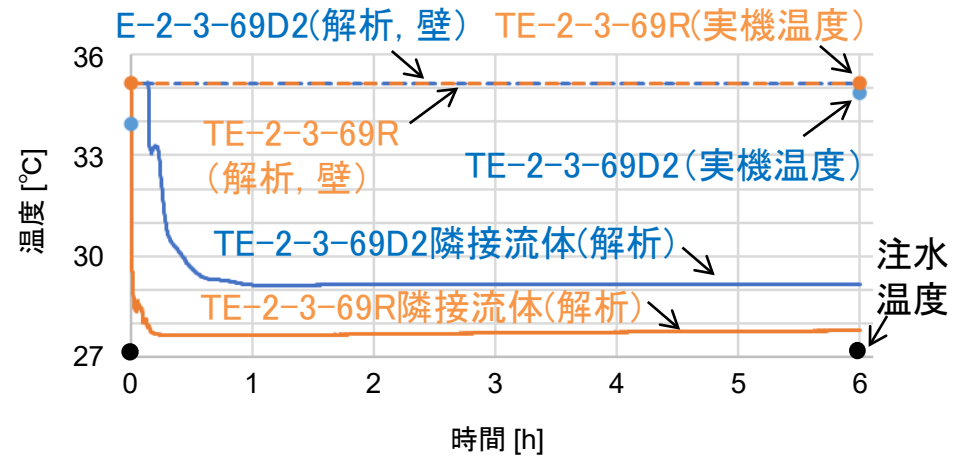 E-2-3-69D2(解析, 壁) TE-2-3-69R(実機温度)
36
TE-2-3-69R
(解析, 壁)
33
TE-2-3-69D2(実機温度)
温度 [℃]
TE-2-3-69D2隣接流体(解析)
30
注水
温度
TE-2-3-69R隣接流体(解析)
27
0 1 2 3 4 5 6
時間 [h]